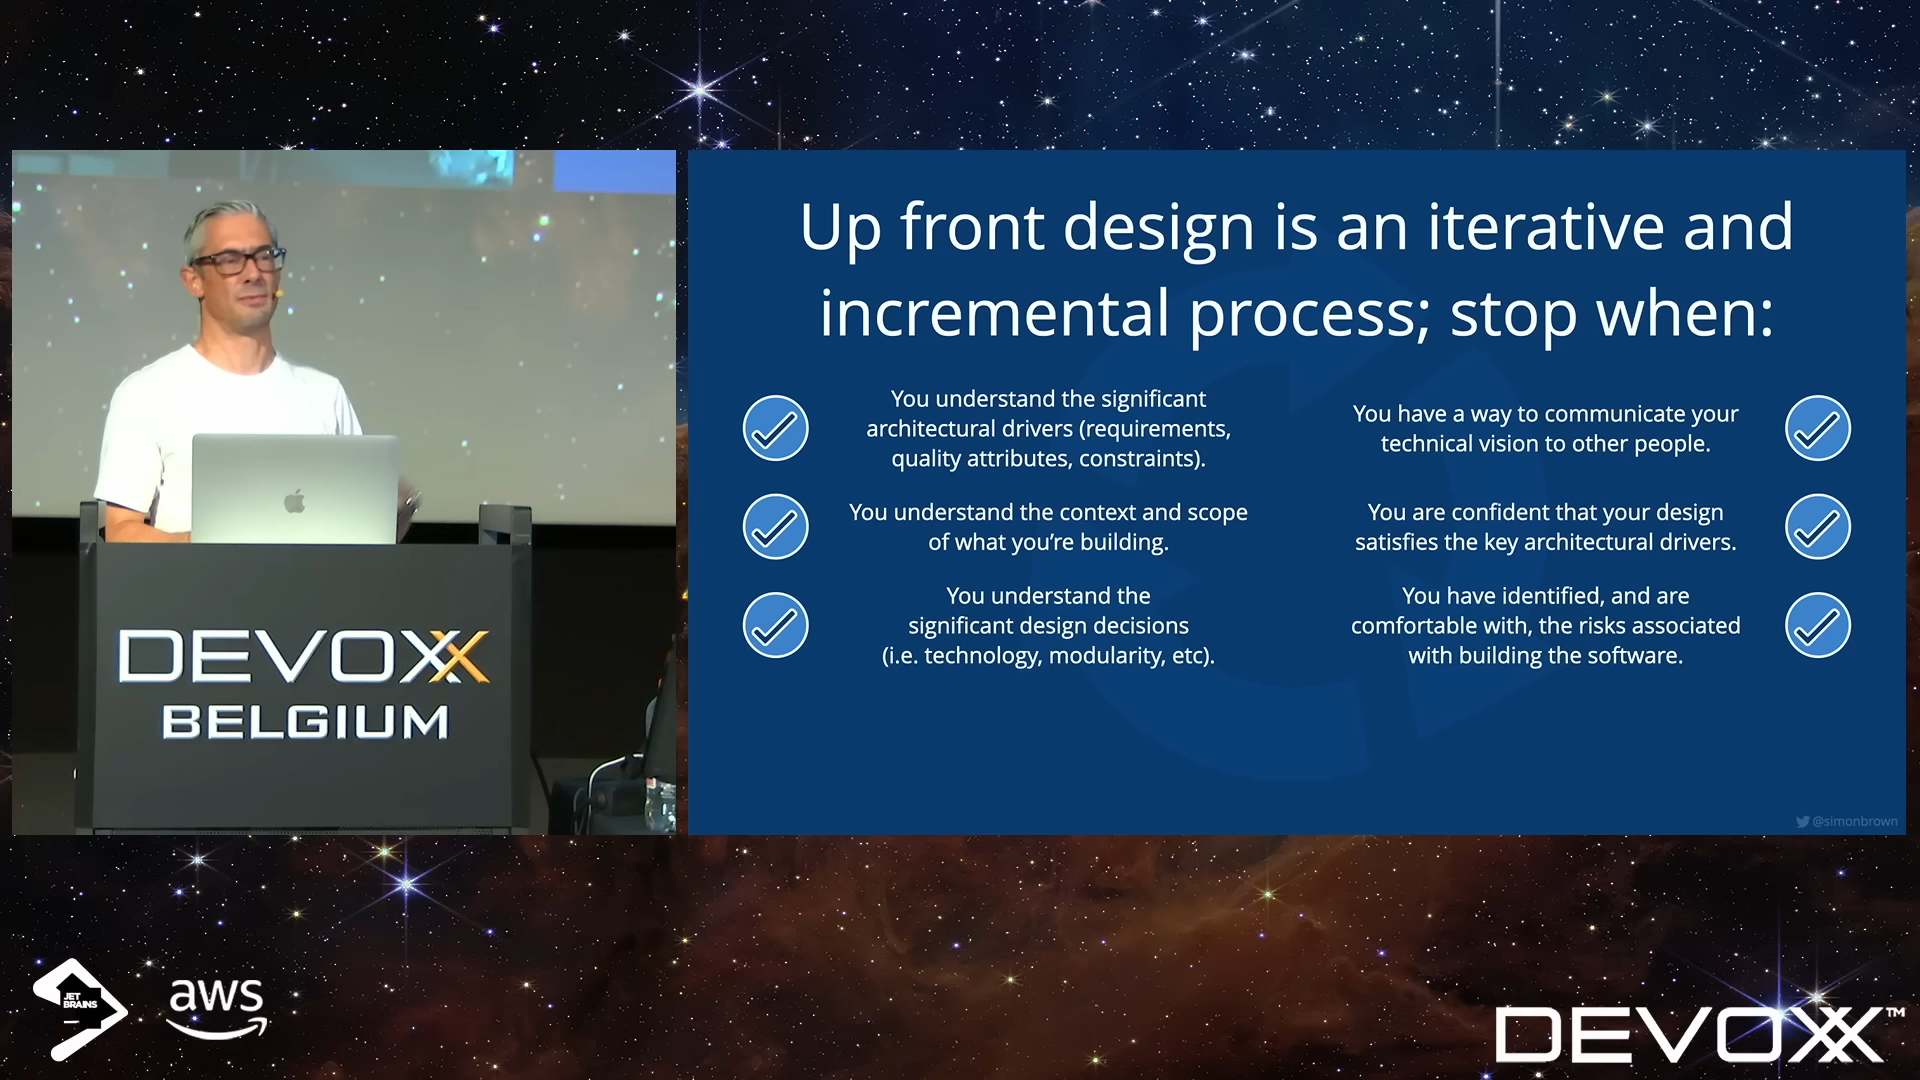 Up front design is an iterative and
incremental process; stop when:
You understand the significant
architectural drivers (requirements,
quality attributes, constraints).
You understand the context and scope
of what you’re building.
You understand the
significant design decisions
(i.e. technology, modularity, etc).
You have a way to communicate your
technical vision to other people.
You are confident that your design
satisfies the key architectural drivers.
You have identified, and are
comfortable with, the risks associated
with building the software.
@simonbrown
DEVOXX
BELGIUM
JET
BRAINS
aws
DEVOXX™